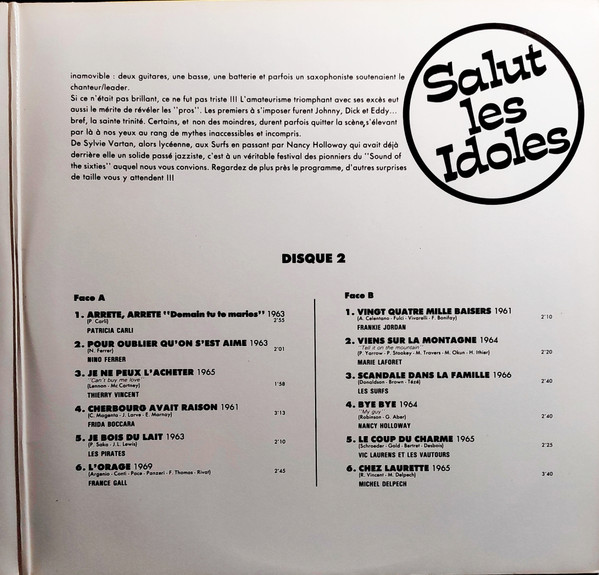 inamovible : deux guitares, une basse, une batterie et parfois un saxophoniste soutenaient le
chanteur/leader.
Si ce n'était pas brillant, ce ne fut pas triste !!! L'amateurisme triomphant avec ses excès eut
aussi le mérite de révéler les "pros". Les premiers à s'imposer furent Johnny, Dick et Eddy...
bref, la sainte trinité. Certains, et non des moindres, durent parfois quitter la scène,s'élevant
par là à nos yeux au rang de mythes inaccessibles et incompris.
De Sylvie Vartan, alors lycéenne, aux Surfs en passant par Nancy Holloway qui avait déjà
derrière elle un solide passé jazziste, c'est à un véritable festival des pionniers du "Sound of
the sixties" auquel nous vous convions. Regardez de plus près le programme, d'autres surprises
de taille vous y attendent !!!
Salut
les
Idoles
DISQUE 2
Face A
1. ARRETE, ARRETE "Demain tu te maries" 1963
(P. Carli) 2'55
PATRICIA CARLI
2. POUR OUBLIER QU'ON S'EST AIME 1963
(N. Ferrer) 2'01
NINO FERRER
3. JE NE PEUX L'ACHETER 1965
"Can't buy me love"
(Lennon - Mc Cartney) 1'58
THIERRY VINCENT
4. CHERBOURG AVAIT RAISON 1961
(C. Magenta - J. Larue - E. Marnay) 3'13
FRIDA BOCCARA
5. JE BOIS DU LAIT 1963
(P. Saka - J.L. Lewis) 2'10
LES PIRATES
6. L'ORAGE 1969
(Argenio - Conti - Pace - Panzeri - F. Thomas - Rivat) 2'45
FRANCE GALL
Face B
1. VINGT QUATRE MILLE BAISERS 1961
(A. Celentano - Fulci - Vivarelli - F. Bonifay) 2'10
FRANKIE JORDAN
2. VIENS SUR LA MONTAGNE 1964
"Tell it on the mountain"
(P. Yarrow - P. Stookey - M. Travers - M. Okun - H. Ithier) 2'20
MARIE LAFORET
3. SCANDALE DANS LA FAMILLE 1966
(Donaldson - Brown - Tézé) 2'40
LES SURFS
4. BYE BYE 1964
"My guy"
(Robinson - G. Aber) 2'40
NANCY HOLLOWAY
5. LE COUP DU CHARME 1965
(Schroeder - Gold - Bertret - Desbois) 2'25
VIC LAURENS ET LES VAUTOURS
6. CHEZ LAURETTE 1965
(R. Vincent - M. Delpech) 3'40
MICHEL DELPECH